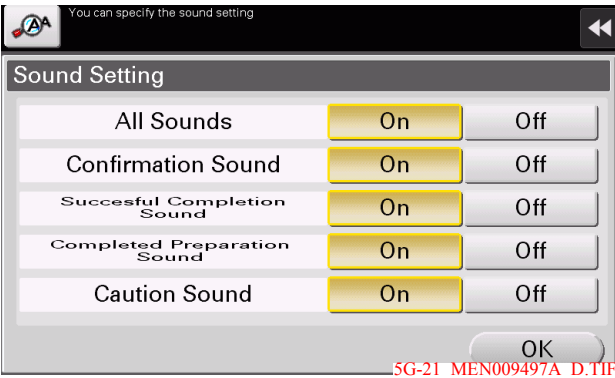 You can specify the sound setting
Sound Setting
All Sounds On Off
Confirmation Sound On Off
Succesful Completion
Sound On Off
Completed Preparation
Sound On Off
Caution Sound On Off
OK
5G-21 MEN009497A_D.TIF